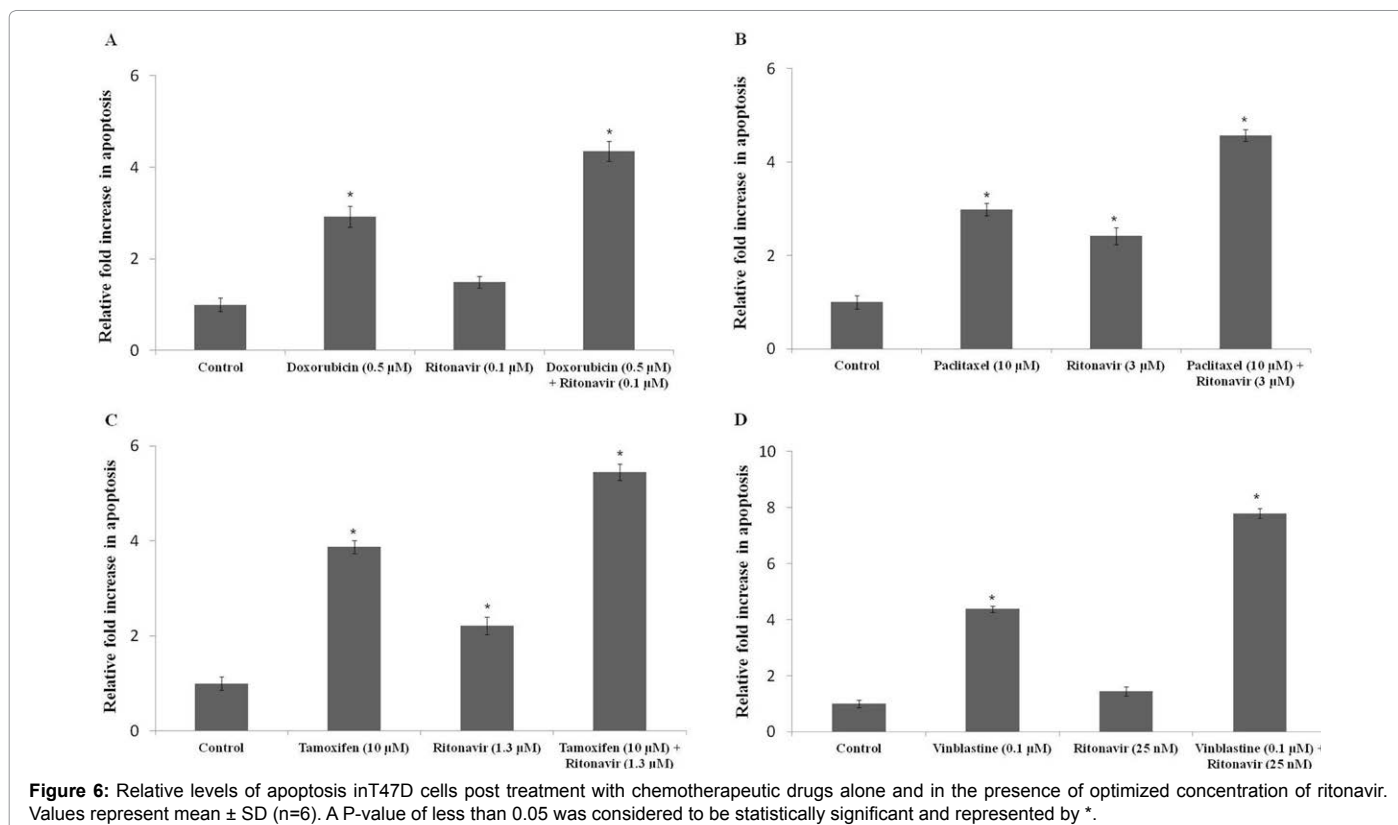 A
Relative fold increase in apoptosis
6
4
2
0
*
*
Control
Doxorubicin (0.5 µM)
Ritonavir (0.1 µM)
Doxorubicin (0.5 µM)
+ Ritonavir (0.1 µM)
B
Relative fold increase in apoptosis
6
4
2
0
*
*
*
Control
Paclitaxel (10 µM)
Ritonavir (3 µM)
Paclitaxel (10 µM) +
Ritonavir (3 µM)
C
Relative fold increase in apoptosis
6
4
2
0
*
*
*
Control
Tamoxifen (10 µM)
Ritonavir (1.3 µM)
Tamoxifen (10 µM) +
Ritonavir (1.3 µM)
D
Relative fold increase in apoptosis
10
8
6
4
2
0
*
*
Control
Vinblastine (0.1 µM)
Ritonavir (25 nM)
Vinblastine (0.1 µM) +
Ritonavir (25 nM)
Figure 6: Relative levels of apoptosis inT47D cells post treatment with chemotherapeutic drugs alone and in the presence of optimized concentration of ritonavir.
Values represent mean ± SD (n=6). A P-value of less than 0.05 was considered to be statistically significant and represented by *.